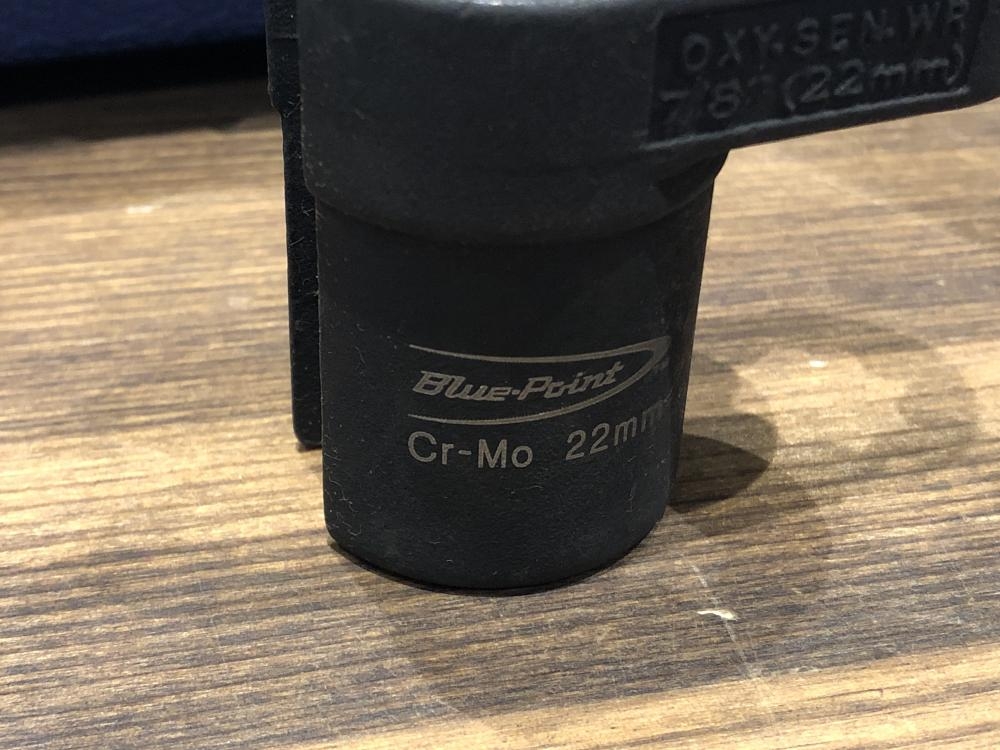 OXY.SEN.WR
7/8" (22mm)
Blue-Point
Cr-Mo 22mm